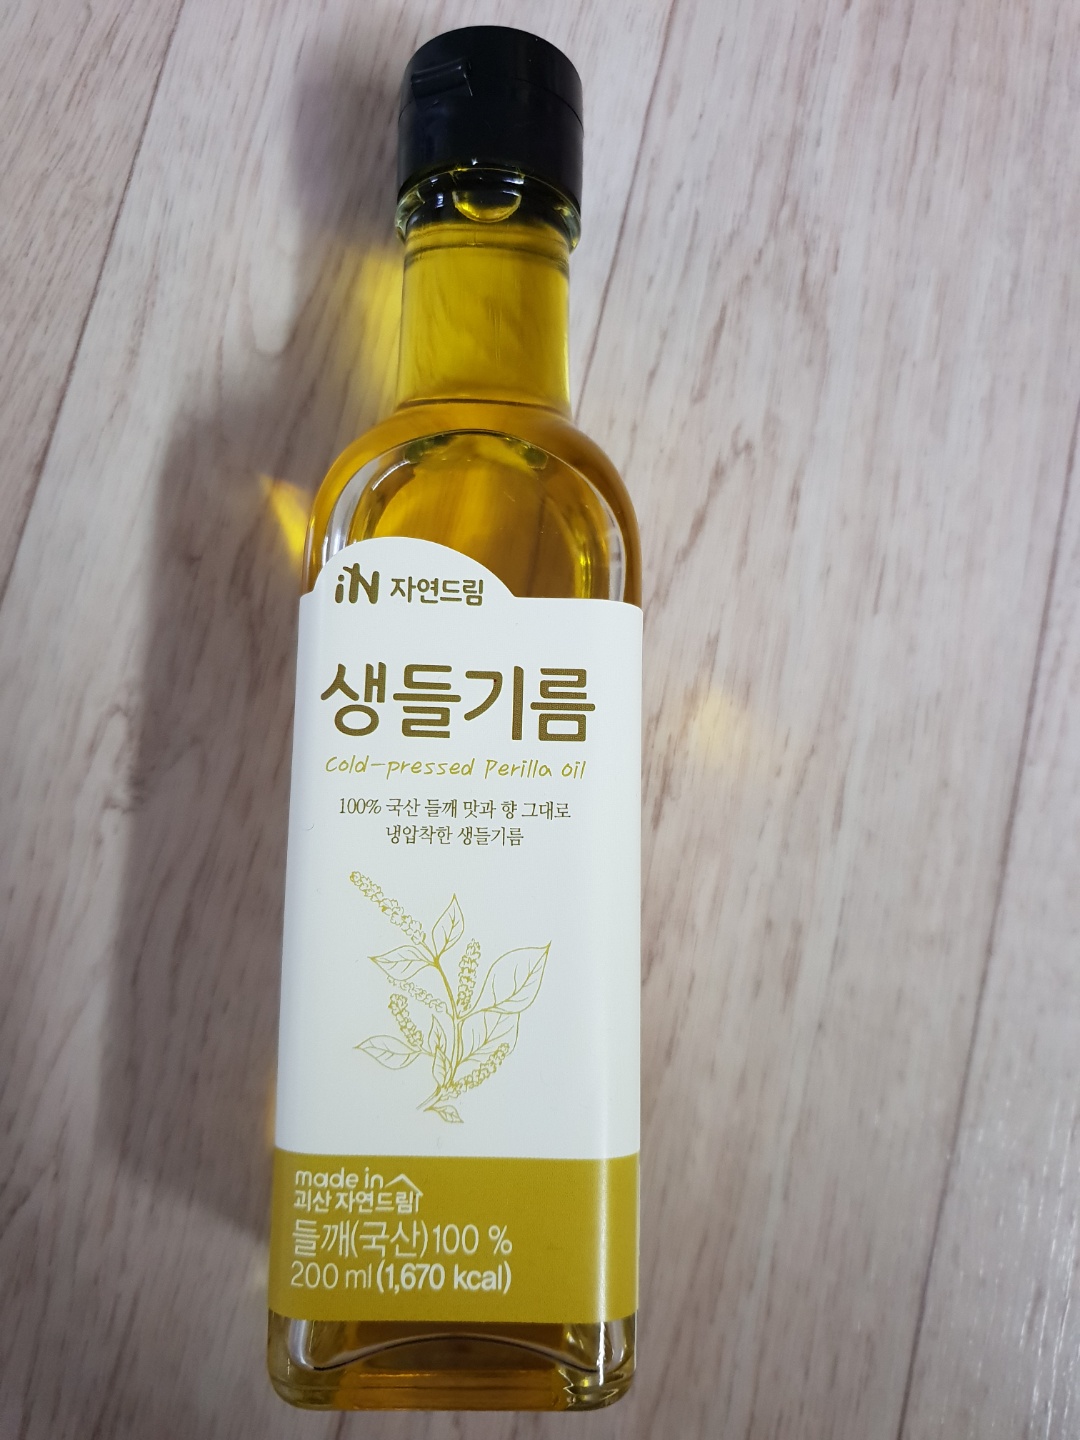 iN 자연드림
생들기름
Cold-pressed Perilla oil
100% 국산 들깨 맛과 향 그대로
냉압착한 생들기름
made in
괴산 자연드림
들깨(국산)100 %
200 ml(1,670 kcal)